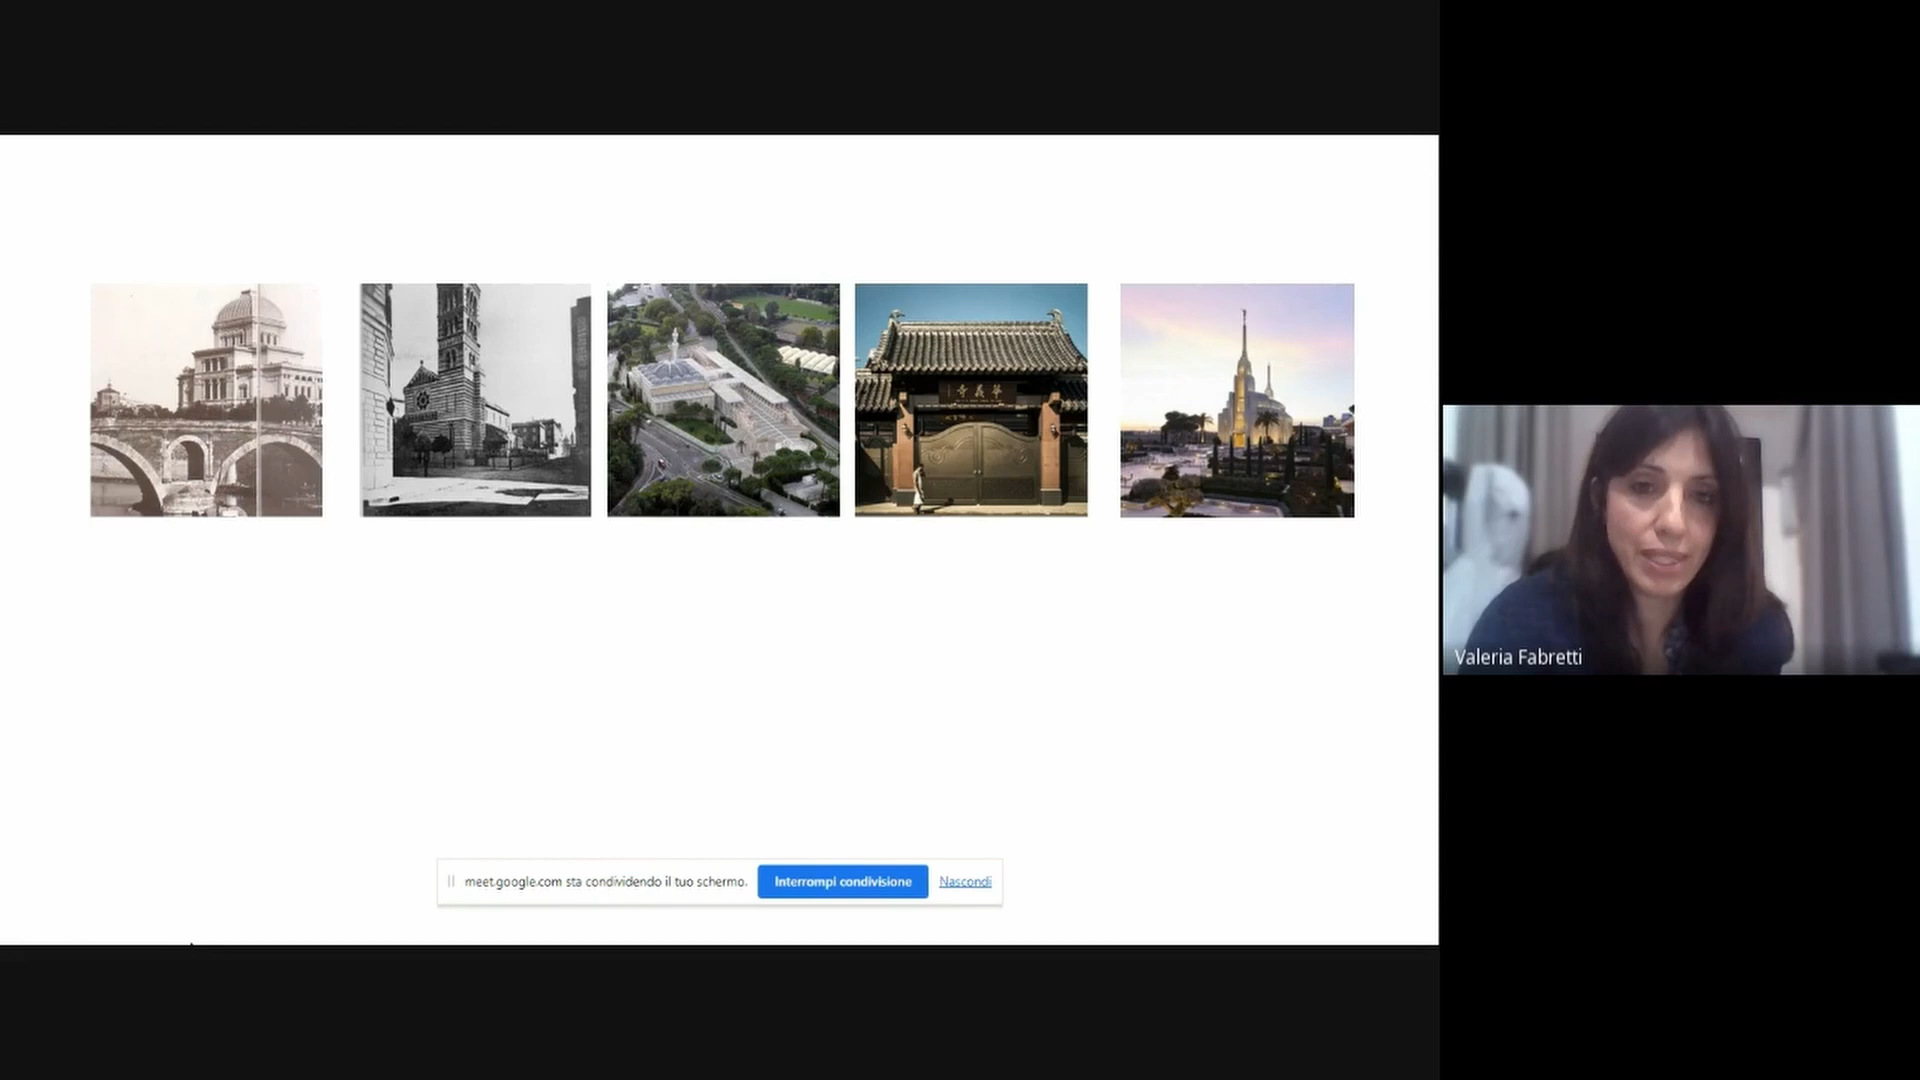 華義寺
meet.google.com sta condividendo il tuo schermo.
Interrompi condivisione
Nascondi
Valeria Fabretti